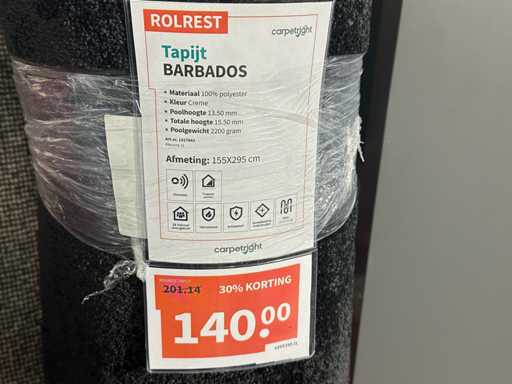 ROLREST
carpetright
Tapijt
BARBADOS
• Materiaal 100% polyester
• Kleur Creme
• Poolhoogte 13.50 mm
• Totale hoogte 15.50 mm
• Poolgewicht 2200 gram
Afmeting: 155X295 cm
carpetright
201.14
30% KORTING
140.00